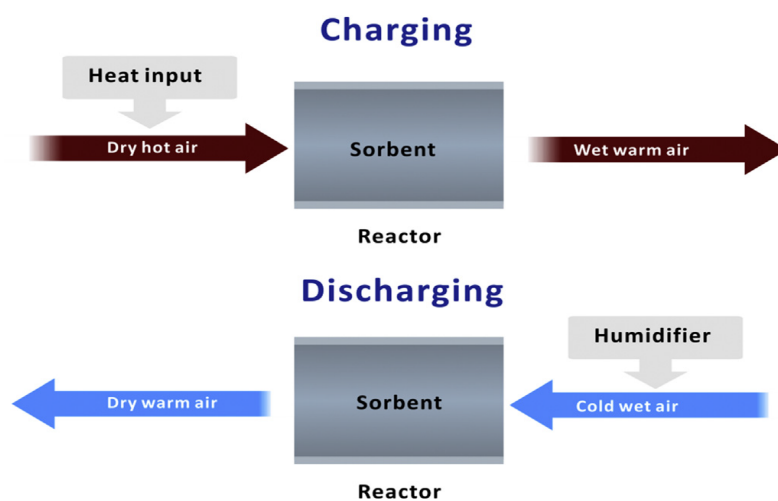 Charging
Heat input
Dry hot air
Sorbent
Wet warm air
Reactor
Discharging
Humidifier
Dry warm air
Sorbent
Cold wet air
Reactor